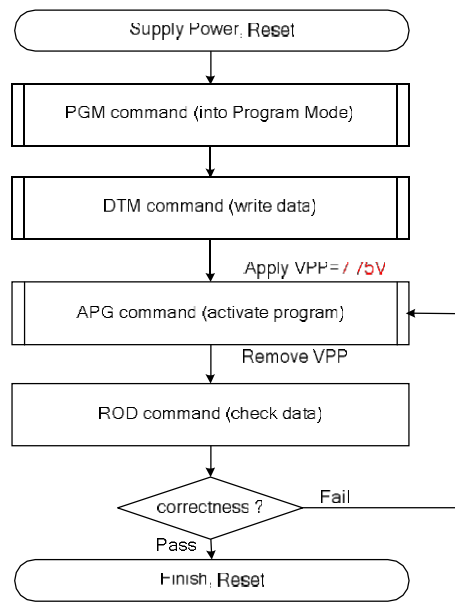 Supply Power, Reset
PGM command (into Program Mode)
DTM command (write data)
Apply VPP=7.75V
APG command (activate program)
Remove VPP
ROD command (check data)
correctness ?
Fail
Pass
Finish, Reset